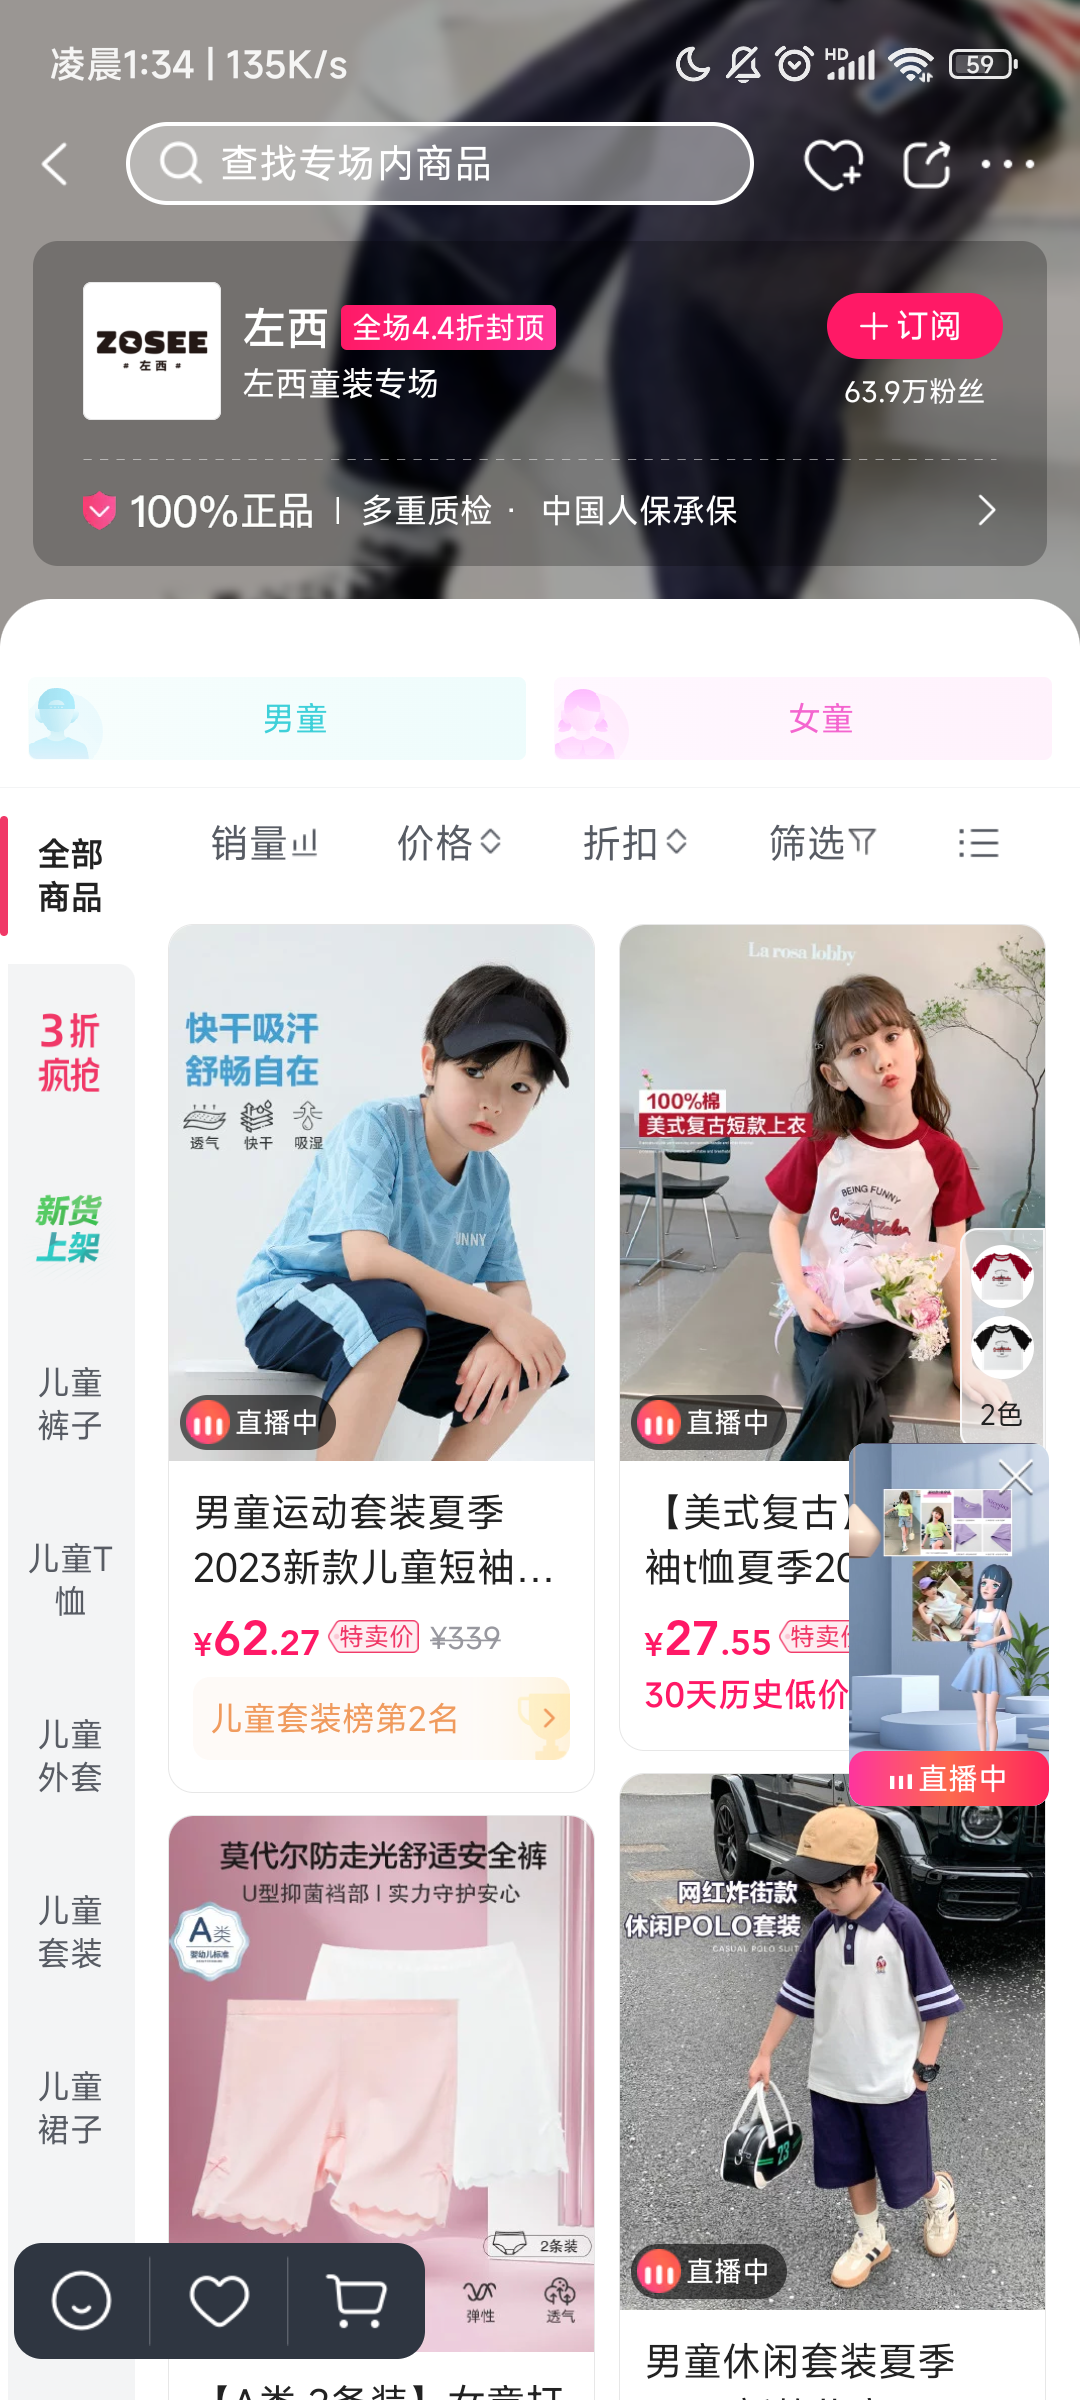 凌晨1:34 | 135K/s
HD
59
查找专场内商品
ZOSEE
# 左西 #
左西
全场4.4折封顶
左西童装专场
+订阅
63.9万粉丝
100%正品 | 多重质检 · 中国人保承保
男童
女童
全部
商品
销量
价格
折扣
筛选
3折
疯抢
新货
上架
儿童
裤子
儿童T
恤
儿童
外套
儿童
套装
儿童
裙子
快干吸汗
舒畅自在
透气
快干
吸湿
UNNY
直播中
男童运动套装夏季
2023新款儿童短袖...
¥62.27
特卖价
¥339
儿童套装榜第2名
La rosa lobby
100%棉
美式复古短款上衣
BEING FUNNY
2色
直播中
【美式复古】
袖t恤夏季20
¥27.55
特卖价
30天历史低价
直播中
莫代尔防走光舒适安全裤
U型抑菌裆部 | 实力守护安心
A类
婴幼儿标准
2条装
弹性
透气
【A类 2条装】女童打
网红炸街款
休闲POLO套装
CASUAL POLO SUIT
23
直播中
男童休闲套装夏季